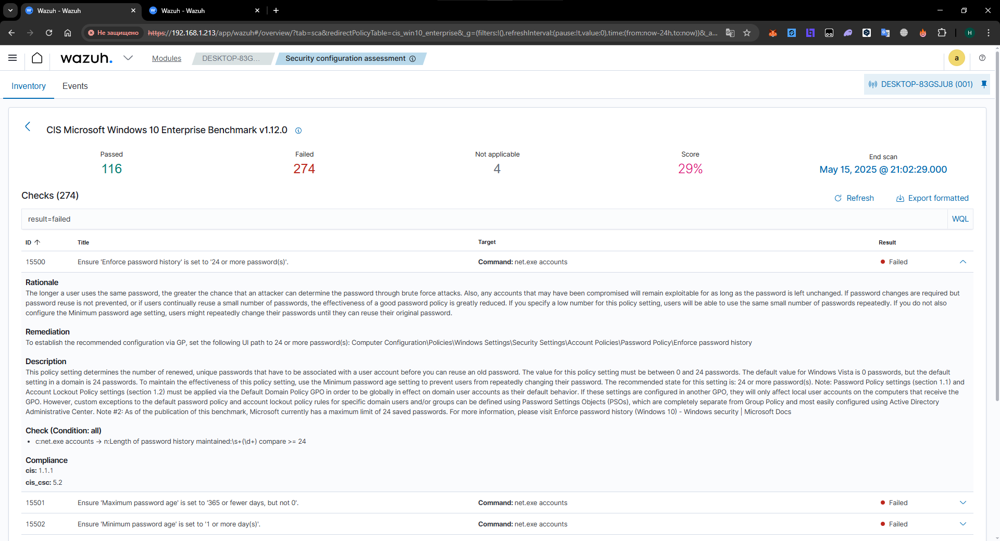 Wazuh - Wazuh
Wazuh - Wazuh
Не защищено https://192.168.1.213/app/wazuh#/overview/?tab=sca&redirectPolicyTable=cis_win10_enterprise&_g=(filters:!(),refreshInterval:(pause:!t,value:0),time:(from:now-24h,to:now))&_a...
H
wazuh. Modules DESKTOP-83G... Security configuration assessment
a
Inventory Events DESKTOP-83GSJU8 (001)
CIS Microsoft Windows 10 Enterprise Benchmark v1.12.0
Passed Failed Not applicable Score End scan
116 274 4 29% May 15, 2025 @ 21:02:29.000
Checks (274) Refresh Export formatted
result=failed WQL
ID Title Target Result
15500 Ensure 'Enforce password history' is set to '24 or more password(s)'. Command: net.exe accounts Failed
Rationale
The longer a user uses the same password, the greater the chance that an attacker can determine the password through brute force attacks. Also, any accounts that may have been compromised will remain exploitable for as long as the password is left unchanged. If password changes are required but
password reuse is not prevented, or if users continually reuse a small number of passwords, the effectiveness of a good password policy is greatly reduced. If you specify a low number for this policy setting, users will be able to use the same small number of passwords repeatedly. If you do not also
configure the Minimum password age setting, users might repeatedly change their passwords until they can reuse their original password.
Remediation
To establish the recommended configuration via GP, set the following UI path to 24 or more password(s): Computer Configuration\Policies\Windows Settings\Security Settings\Account Policies\Password Policy\Enforce password history
Description
This policy setting determines the number of renewed, unique passwords that have to be associated with a user account before you can reuse an old password. The value for this policy setting must be between 0 and 24 passwords. The default value for Windows Vista is 0 passwords, but the default
setting in a domain is 24 passwords. To maintain the effectiveness of this policy setting, use the Minimum password age setting to prevent users from repeatedly changing their password. The recommended state for this setting is: 24 or more password(s). Note: Password Policy settings (section 1.1) and
Account Lockout Policy settings (section 1.2) must be applied via the Default Domain Policy GPO in order to be globally in effect on domain user accounts as their default behavior. If these settings are configured in another GPO, they will only affect local user accounts on the computers that receive the
GPO. However, custom exceptions to the default password policy and account lockout policy rules for specific domain users and/or groups can be defined using Password Settings Objects (PSOs), which are completely separate from Group Policy and most easily configured using Active Directory
Administrative Center. Note #2: As of the publication of this benchmark, Microsoft currently has a maximum limit of 24 saved passwords. For more information, please visit Enforce password history (Windows 10) - Windows security | Microsoft Docs
Check (Condition: all)
• c:net.exe accounts → n:Length of password history maintained:\s+(\d+) compare >= 24
Compliance
cis: 1.1.1
cis_csc: 5.2
15501 Ensure 'Maximum password age' is set to '365 or fewer days, but not 0'. Command: net.exe accounts Failed
15502 Ensure 'Minimum password age' is set to '1 or more day(s)'. Command: net.exe accounts Failed